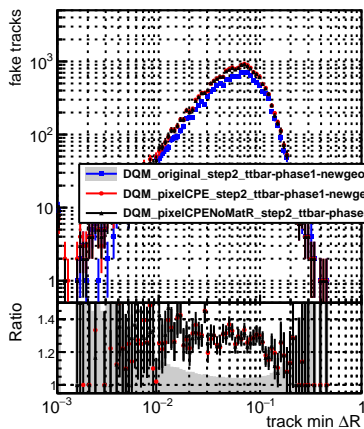 fake tracks
10³
10²
10
1
DQM_original_step2_ttbar-phase1-newgeo
DQM_pixelCPE_step2_ttbar-phase1-newge
DQM_pixelCPENoMatR_step2_ttbar-phase
Ratio
1.4
1.2
1
10⁻³ 10⁻² 10⁻¹ 1
track min ΔR